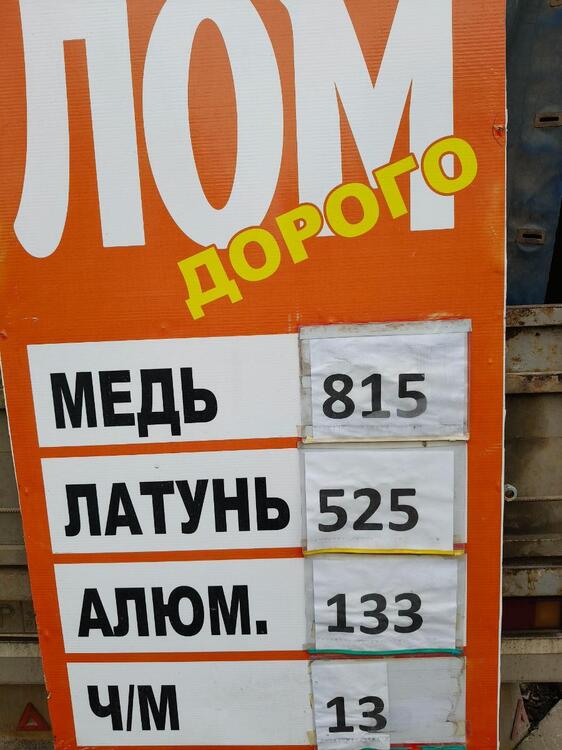 ЛОМ
ДОРОГО
МЕДЬ 815
ЛАТУНЬ 525
АЛЮМ. 133
Ч/М 13